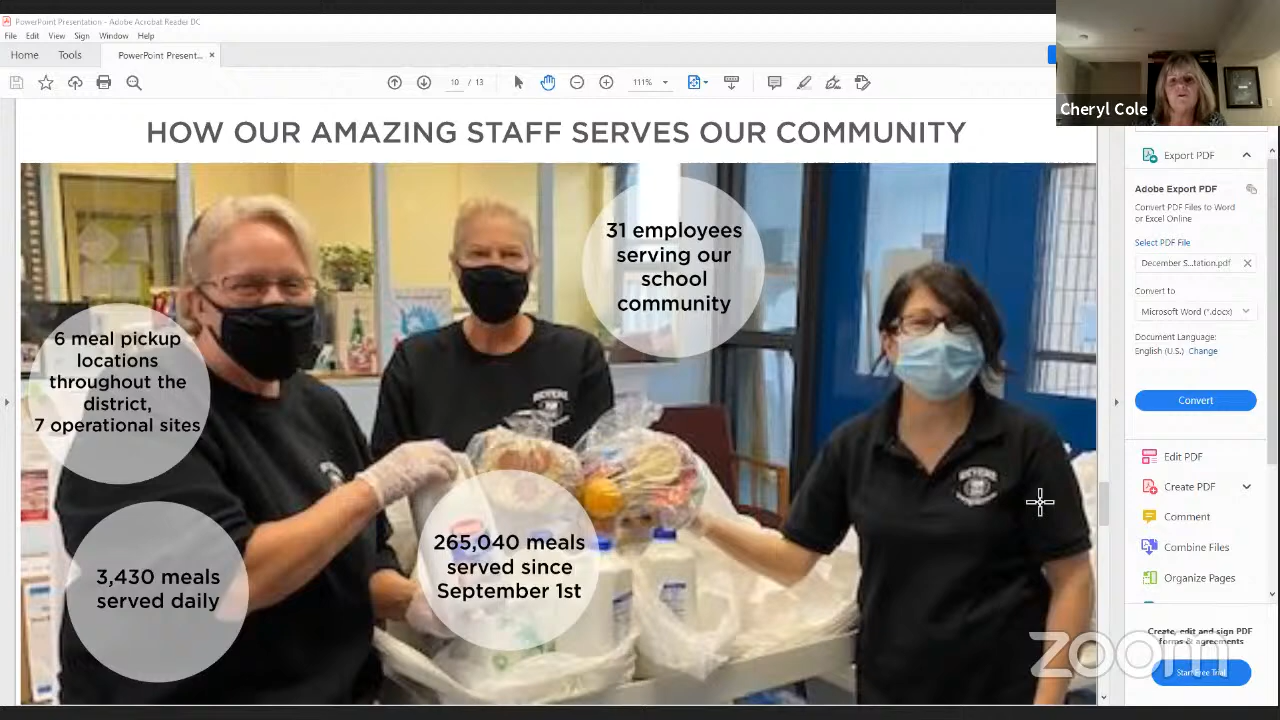 PowerPoint Presentation - Adobe Acrobat Reader DC
File Edit View Sign Window Help
Home Tools PowerPoint Present... ×
10 / 13 111%
Cheryl Cole
HOW OUR AMAZING STAFF SERVES OUR COMMUNITY
31 employees
serving our
school
community
6 meal pickup
locations
throughout the
district,
7 operational sites
265,040 meals
served since
September 1st
3,430 meals
served daily
Export PDF
Adobe Export PDF
Convert PDF Files to Word
or Excel Online
Select PDF File
December S...tation.pdf
Convert to
Microsoft Word (*.docx)
Document Language:
English (U.S.) Change
Convert
Edit PDF
Create PDF
Comment
Combine Files
Organize Pages
Create, edit and sign PDF
forms & agreements
Start Free Trial
zoom